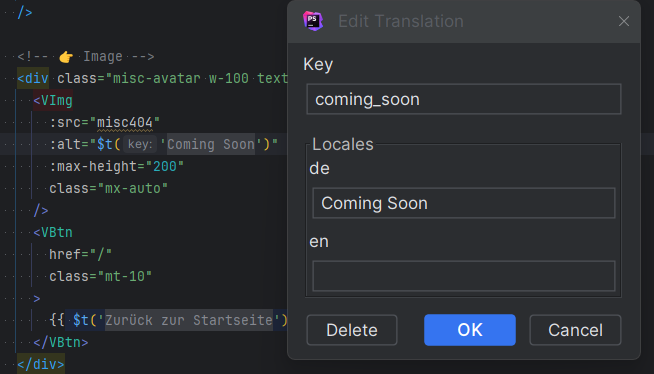 />
<!-- 👉 Image -->
<div class="misc-avatar w-100 text
<VImg
:src="misc404"
:alt="$t( key: 'Coming Soon')"
:max-height="200"
class="mx-auto"
/>
<VBtn
href="/"
class="mt-10"
>
{{ $t('Zurück zur Startseite')
</VBtn>
</div>
PS
Edit Translation
Key
coming_soon
Locales
de
Coming Soon
en
Delete
OK
Cancel